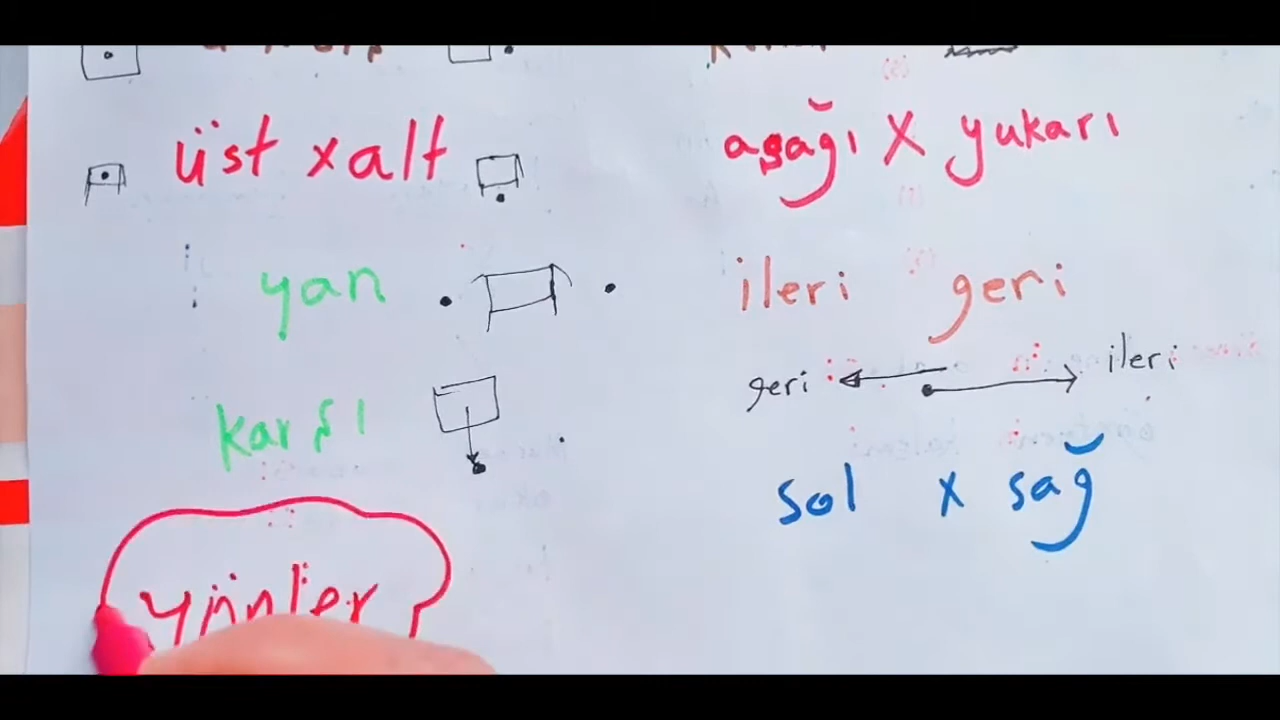 üst x alt
aşağı x yukarı
yan
ileri geri
geri ileri
karşı
sol x sağ
yönler